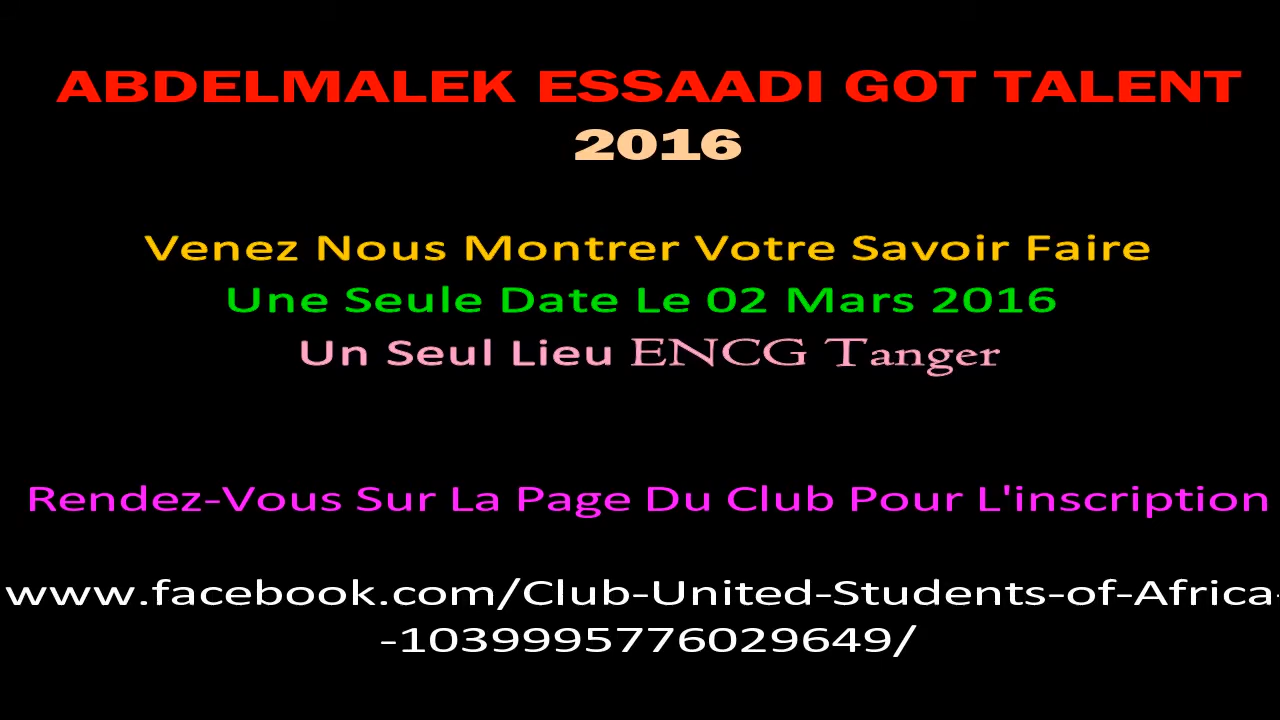 ABDELMALEK ESSAADI GOT TALENT
2016
Venez Nous Montrer Votre Savoir Faire
Une Seule Date Le 02 Mars 2016
Un Seul Lieu ENCG Tanger
Rendez-Vous Sur La Page Du Club Pour L'inscription
www.facebook.com/Club-United-Students-of-Africa-
-1039995776029649/